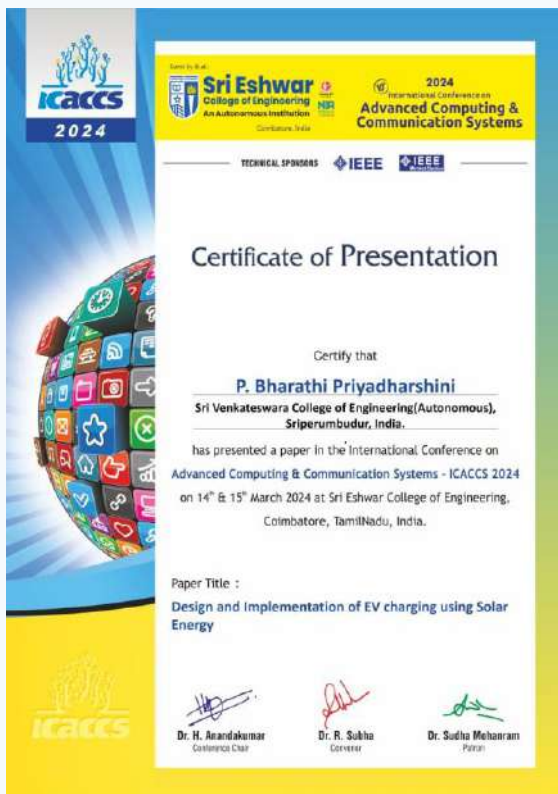 icaccs
2024
Sri Eshwar
College of Engineering
An Autonomous Institution
Coimbatore, India
2024
International Conference on
Advanced Computing &
Communication Systems
TECHNICAL SPONSORS
IEEE
IEEE
Certificate of Presentation
Certify that
P. Bharathi Priyadharshini
Sri Venkateswara College of Engineering(Autonomous),
Sriperumbudur, India.
has presented a paper in the International Conference on
Advanced Computing & Communication Systems - ICACCS 2024
on 14th & 15th March 2024 at Sri Eshwar College of Engineering,
Coimbatore, TamilNadu, India.
Paper Title :
Design and Implementation of EV charging using Solar
Energy
icaccs
Dr. H. Anandakumar
Conference Chair
Dr. R. Subha
Convenor
Dr. Sudha Mohanram
Patron